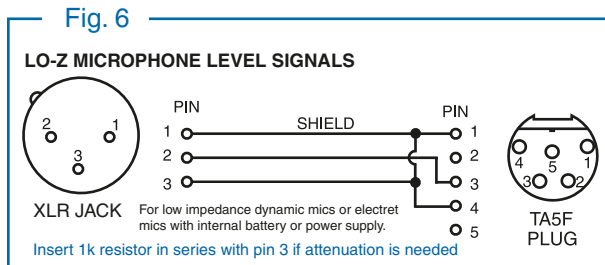 Fig. 6
LO-Z MICROPHONE LEVEL SIGNALS
PIN
PIN
1
SHIELD
1
2
2
3
3
4
5
2
1
3
XLR JACK
For low impedance dynamic mics or electret
mics with internal battery or power supply.
4
5
1
3
2
TA5F
PLUG
Insert 1k resistor in series with pin 3 if attenuation is needed